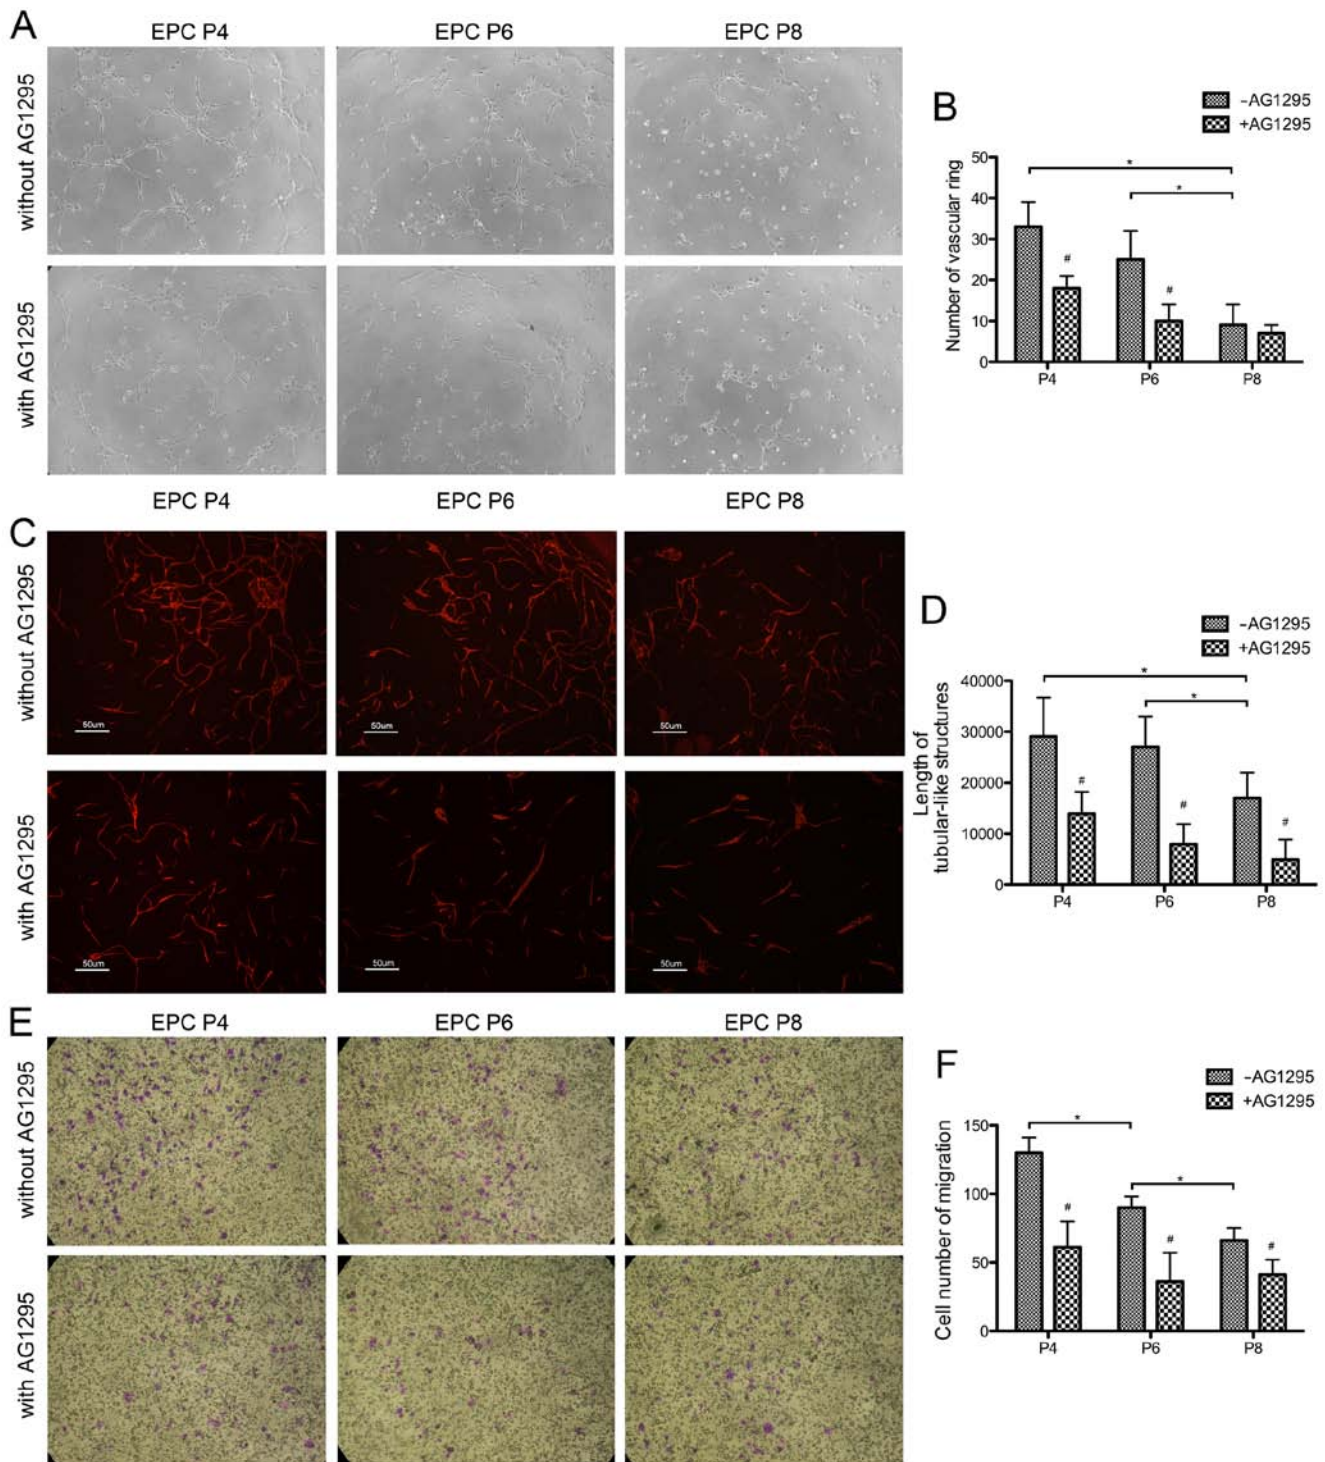 A
EPC P4
EPC P6
EPC P8
without AG1295
with AG1295
B
-AG1295
+AG1295
Number of vascular ring
50
40
30
20
10
0
*
*
#
#
P4
P6
P8
C
EPC P4
EPC P6
EPC P8
without AG1295
with AG1295
50um
50um
50um
50um
50um
50um
D
-AG1295
+AG1295
Length of
tubular-like structures
40000
30000
20000
10000
0
*
*
#
#
#
P4
P6
P8
E
EPC P4
EPC P6
EPC P8
without AG1295
with AG1295
F
-AG1295
+AG1295
Cell number of migration
150
100
50
0
*
*
#
#
#
P4
P6
P8